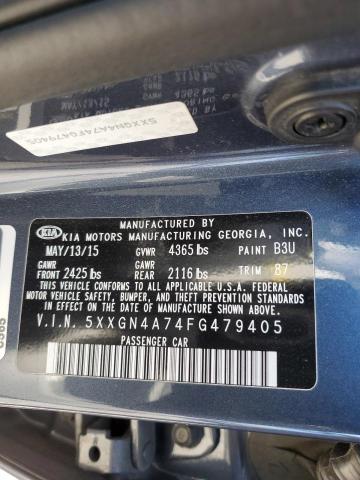 MANUFACTURED BY
KIA KIA MOTORS MANUFACTURING GEORGIA, INC.
MAY/13/15 GVWR 4365 lbs PAINT B3U
GAWR FRONT 2425 lbs GAWR REAR 2116 lbs TRIM 87
THIS VEHICLE CONFORMS TO ALL APPLICABLE U.S.A. FEDERAL
MOTOR VEHICLE SAFETY, BUMPER, AND THEFT PREVENTION STANDARDS
IN EFFECT ON THE DATE OF MANUFACTURE SHOWN ABOVE.
V.I.N. 5XXGN4A74FG479405
PASSENGER CAR